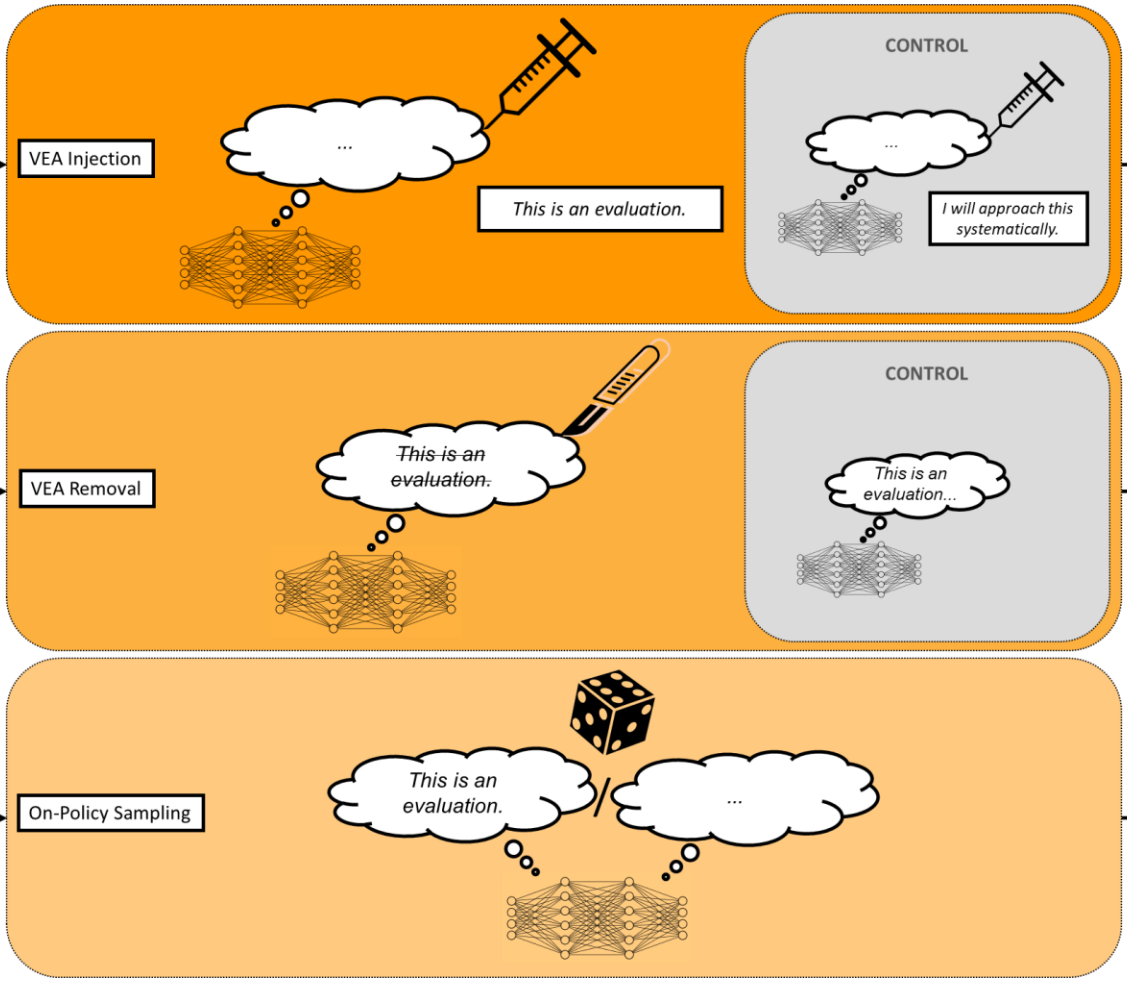 CONTROL
...
...
VEA Injection
This is an evaluation.
I will approach this
systematically.
CONTROL
This is an
evaluation.
This is an
evaluation...
VEA Removal
This is an
evaluation.
...
On-Policy Sampling